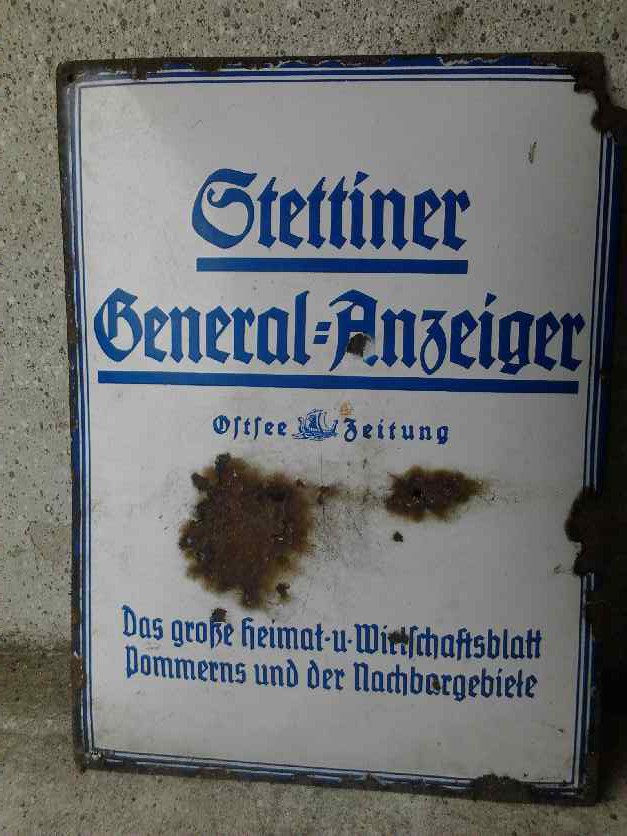 Stettiner
General=Anzeiger
Oſtſee Zeitung
Das große Heimat-u-Wirtſchaftsblatt
Pommerns und der Nachbargebiete